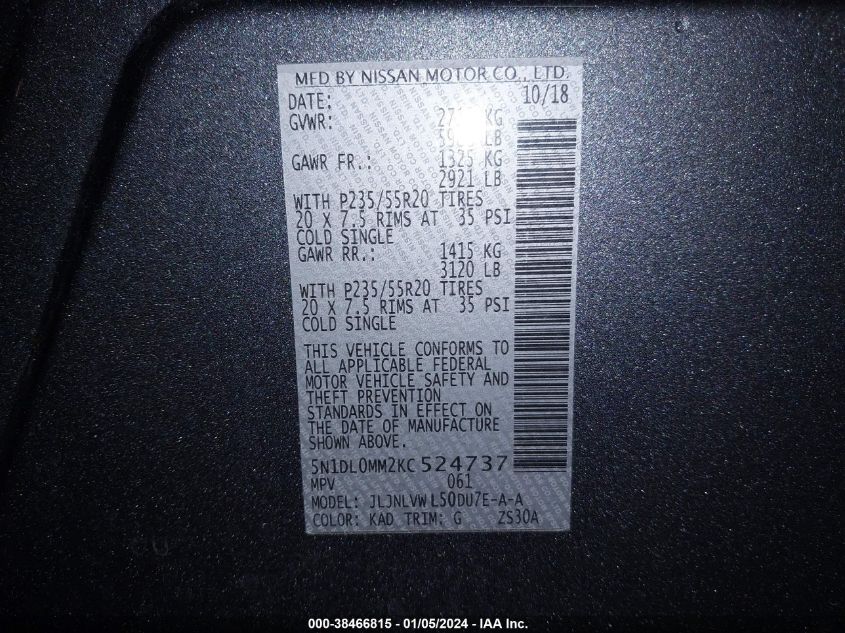 MFD BY NISSAN MOTOR CO., LTD.
DATE: 10/18
GVWR: KG
LB
GAWR FR.: 1325 KG
2921 LB
WITH P235/55R20 TIRES
20 X 7.5 RIMS AT 35 PSI
COLD SINGLE
GAWR RR.: 1415 KG
3120 LB
WITH P235/55R20 TIRES
20 X 7.5 RIMS AT 35 PSI
COLD SINGLE
THIS VEHICLE CONFORMS TO
ALL APPLICABLE FEDERAL
MOTOR VEHICLE SAFETY AND
THEFT PREVENTION
STANDARDS IN EFFECT ON
THE DATE OF MANUFACTURE
SHOWN ABOVE.
5N1DL0MM2KC524737
MPV 061
MODEL: JLJNLVWL50DU7E-A-A
COLOR: KAD TRIM: G ZS30A
000-38466815 - 01/05/2024 - IAA Inc.